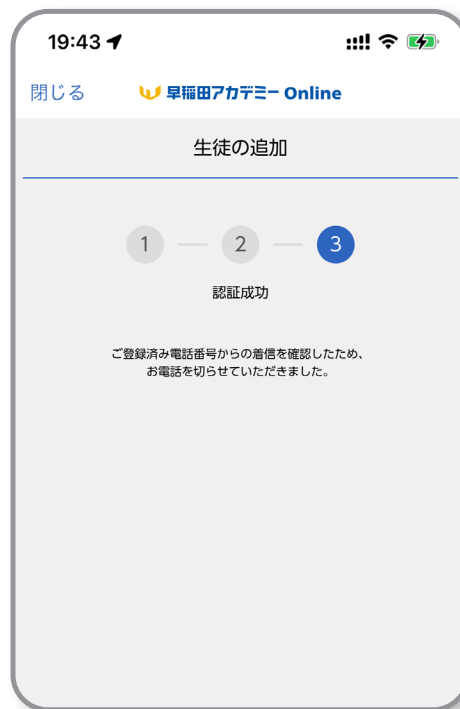 19:43
閉じる 早稲田アカデミー Online
生徒の追加
1 2 3
認証成功
ご登録済み電話番号からの着信を確認したため、
お電話を切らせていただきました。